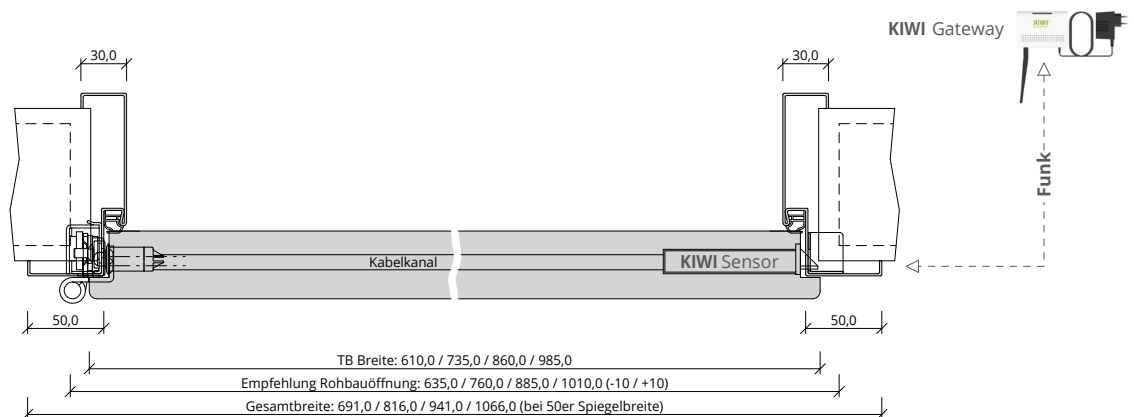 KIWI Gateway
KIWI
30,0
30,0
Funk
Kabelkanal
KIWI Sensor
50,0
50,0
TB Breite: 610,0 / 735,0 / 860,0 / 985,0
Empfehlung Rohbauöffnung: 635,0 / 760,0 / 885,0 / 1010,0 (-10 / +10)
Gesamtbreite: 691,0 / 816,0 / 941,0 / 1066,0 (bei 50er Spiegelbreite)